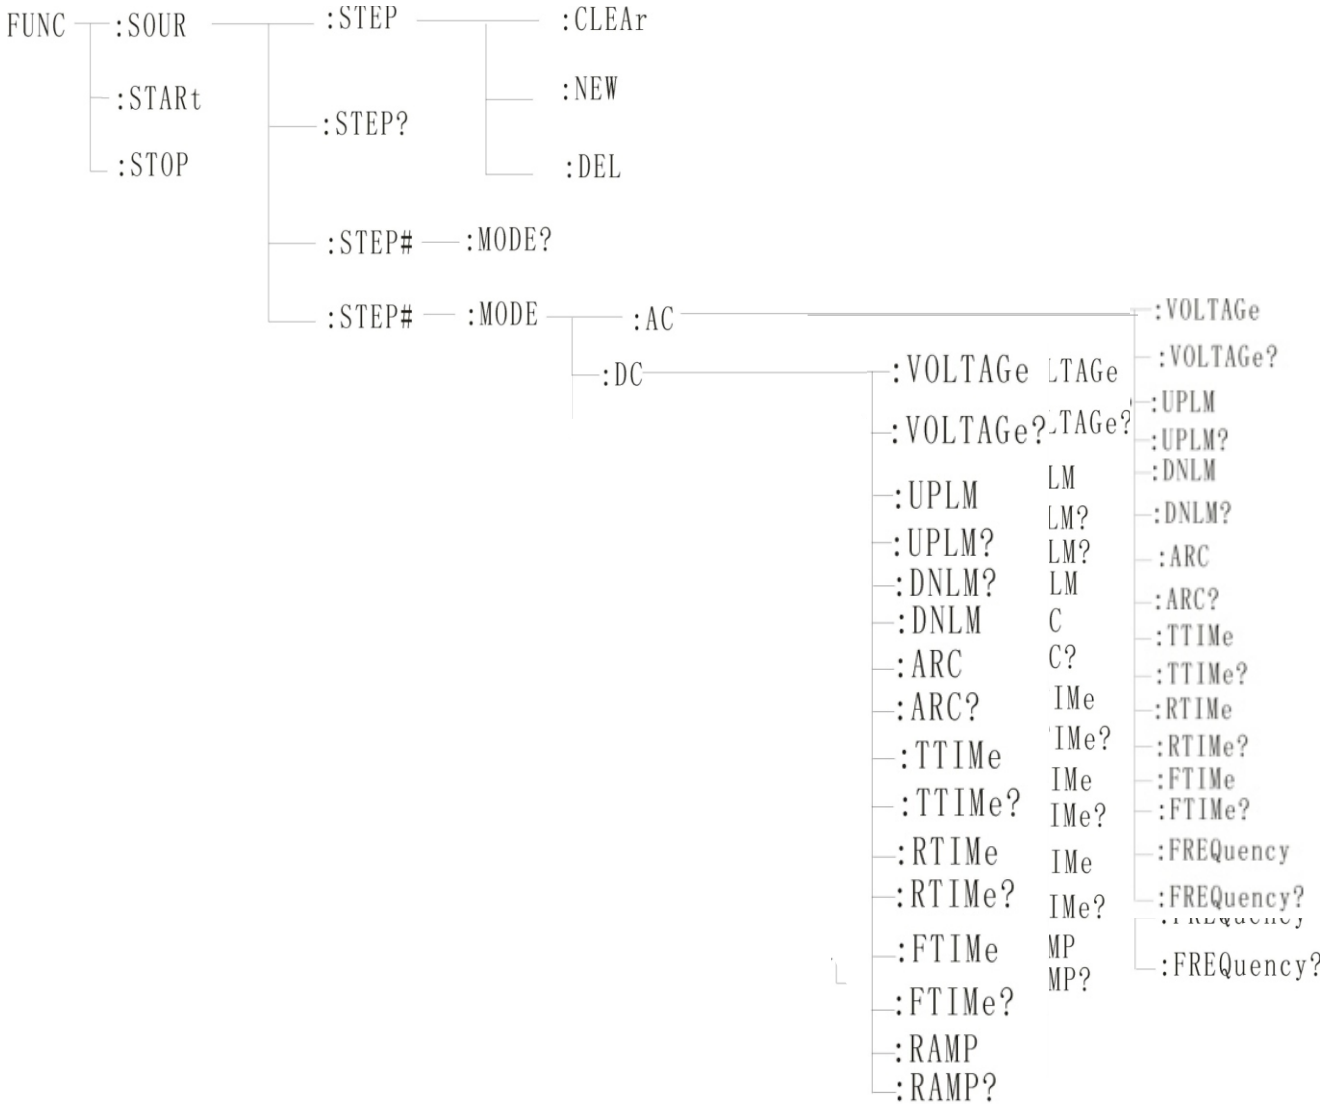 FUNC :SOUR :STEP :CLEAr
:NEW
:STARt
:STEP?
:STOP :DEL
:STEP# :MODE?
:STEP# :MODE :AC :VOLTAGe
:VOLTAGe?
:DC :VOLTAGe LTAGe
:UPLM
:VOLTAGe? LTAGe?
:UPLM?
:DNLM
LM
:UPLM
:DNLM?
LM?
:UPLM? LM?
:ARC
:DNLM? LM
:ARC?
:DNLM C
:TTIMe
:ARC C?
:TTIMe?
:ARC? IMe
:RTIMe
IMe?
:RTIMe?
:TTIMe
IMe
:FTIMe
:TTIMe? IMe?
:FTIMe?
:RTIMe IMe
:FREQuency
:RTIMe? IMe?
:FREQuency?
:FREQuency
:FTIMe MP
:FREQuency?
MP?
:FTIMe?
:RAMP
:RAMP?